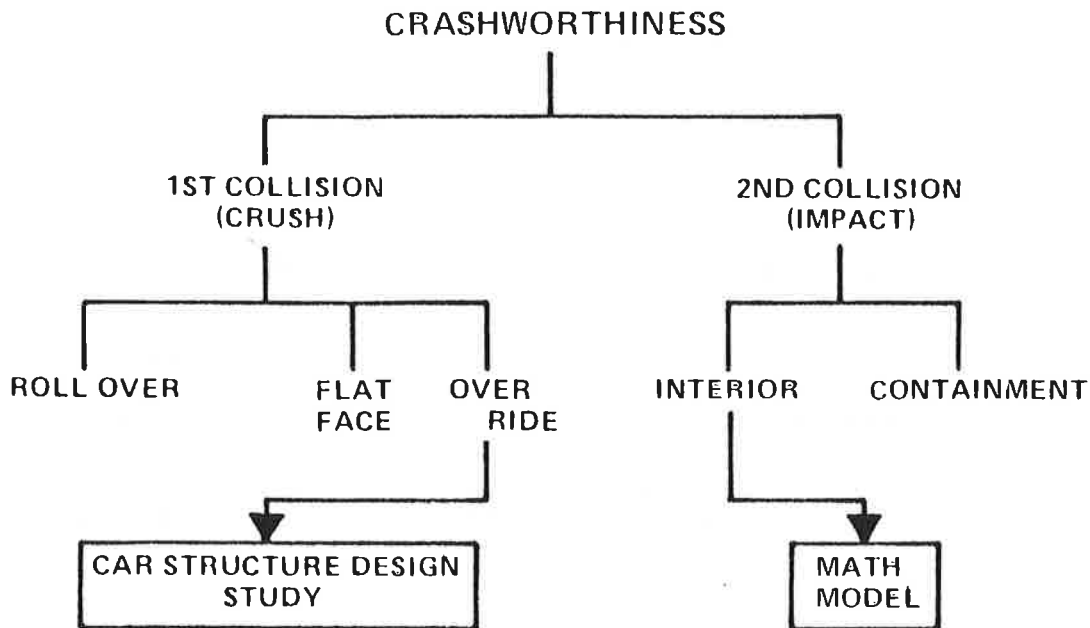 CRASHWORTHINESS
1ST COLLISION
(CRUSH)
2ND COLLISION
(IMPACT)
ROLL OVER
FLAT
FACE
OVER
RIDE
INTERIOR
CONTAINMENT
CAR STRUCTURE DESIGN
STUDY
MATH
MODEL